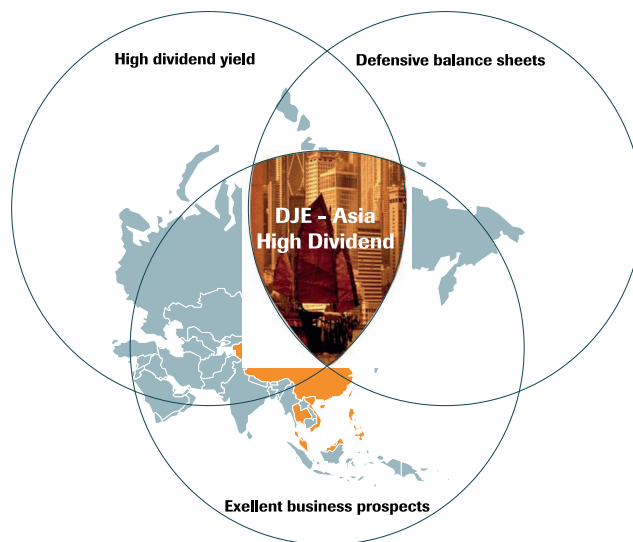 High dividend yield
Defensive balance sheets
DJE – Asia
High Dividend
Exellent business prospects